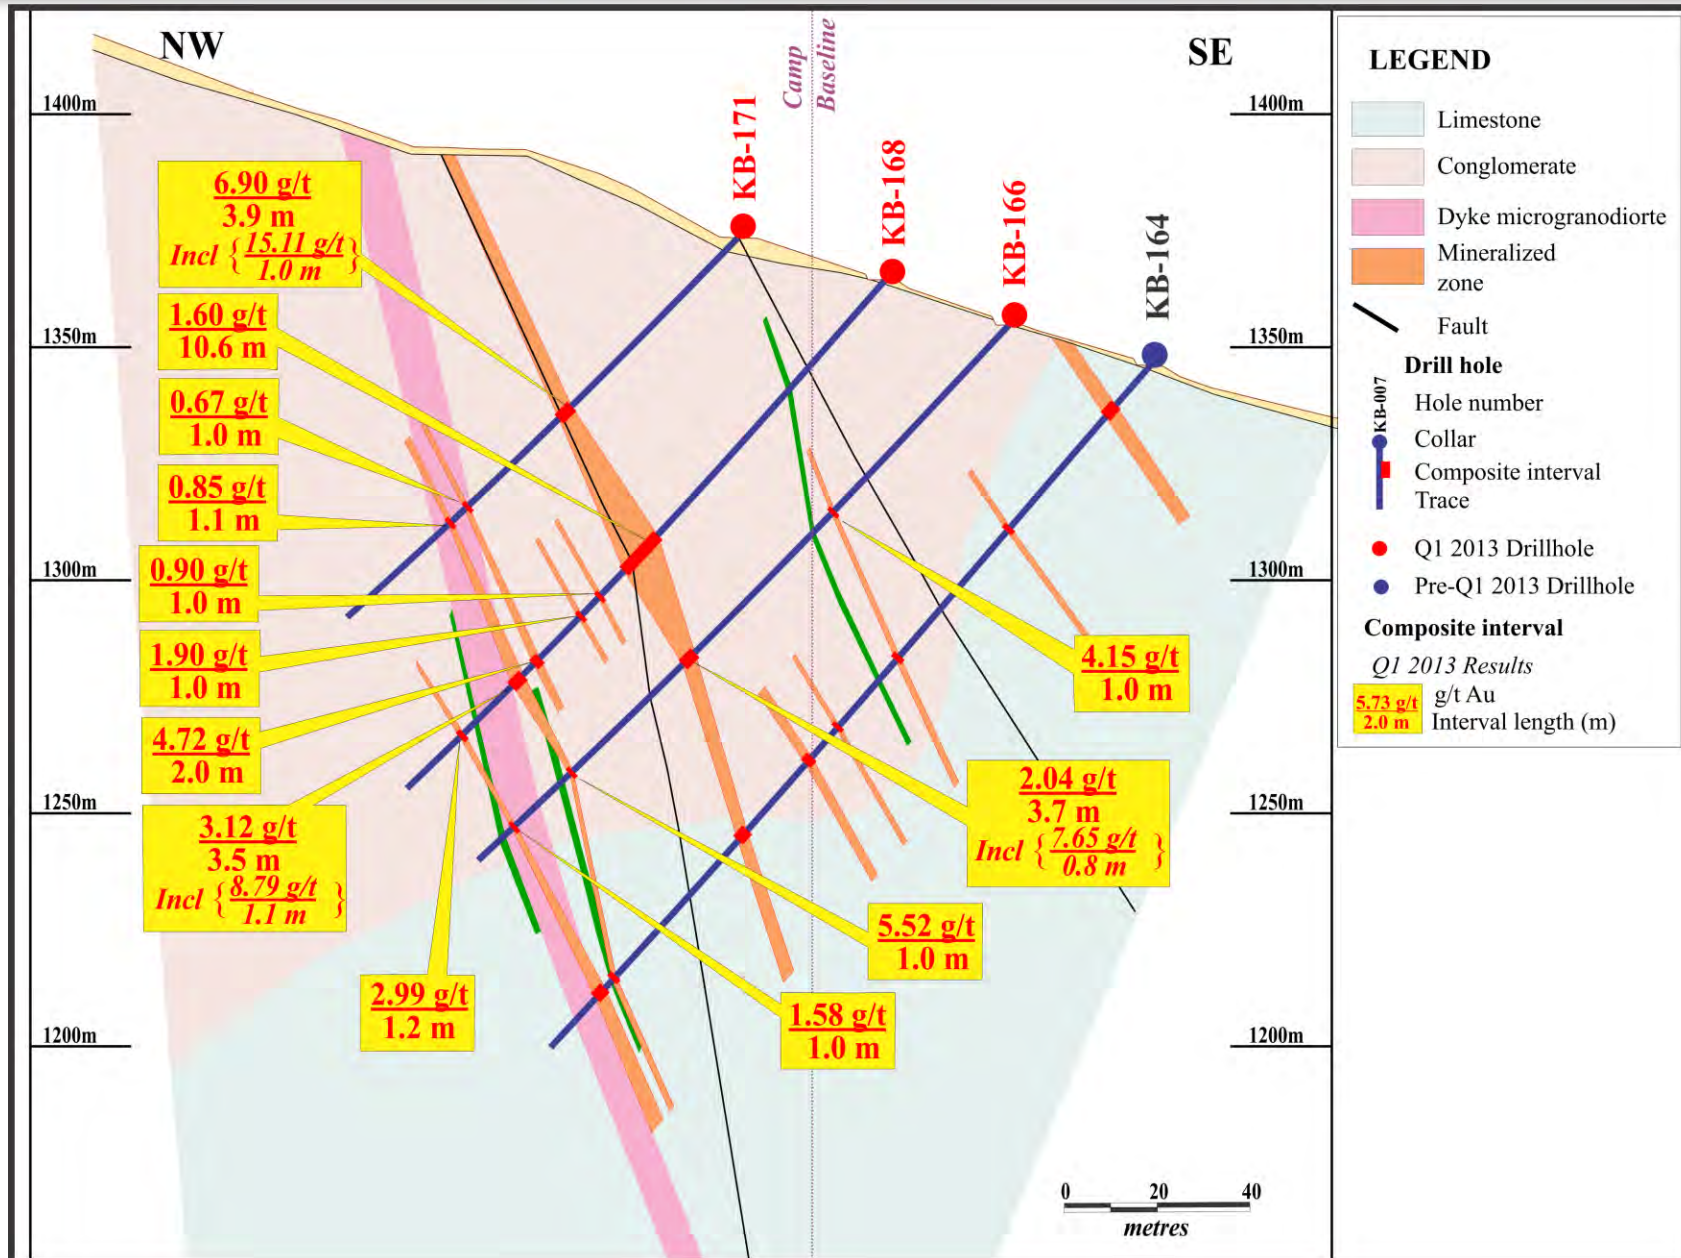 NW
SE
Camp
Baseline
1400m
1350m
1300m
1250m
1200m
1400m
1350m
1300m
1250m
1200m
KB-171
KB-168
KB-166
KB-164
6.90 g/t
3.9 m
Incl { 15.11 g/t }
1.0 m
1.60 g/t
10.6 m
0.67 g/t
1.0 m
0.85 g/t
1.1 m
0.90 g/t
1.0 m
1.90 g/t
1.0 m
4.72 g/t
2.0 m
3.12 g/t
3.5 m
Incl { 8.79 g/t }
1.1 m
2.99 g/t
1.2 m
4.15 g/t
1.0 m
2.04 g/t
3.7 m
Incl { 7.65 g/t }
0.8 m
5.52 g/t
1.0 m
1.58 g/t
1.0 m
0 20 40
metres
LEGEND
Limestone
Conglomerate
Dyke microgranodiorte
Mineralized
zone
Fault
Drill hole
KB-007
Hole number
Collar
Composite interval
Trace
Q1 2013 Drillhole
Pre-Q1 2013 Drillhole
Composite interval
Q1 2013 Results
5.73 g/t
2.0 m
g/t Au
Interval length (m)